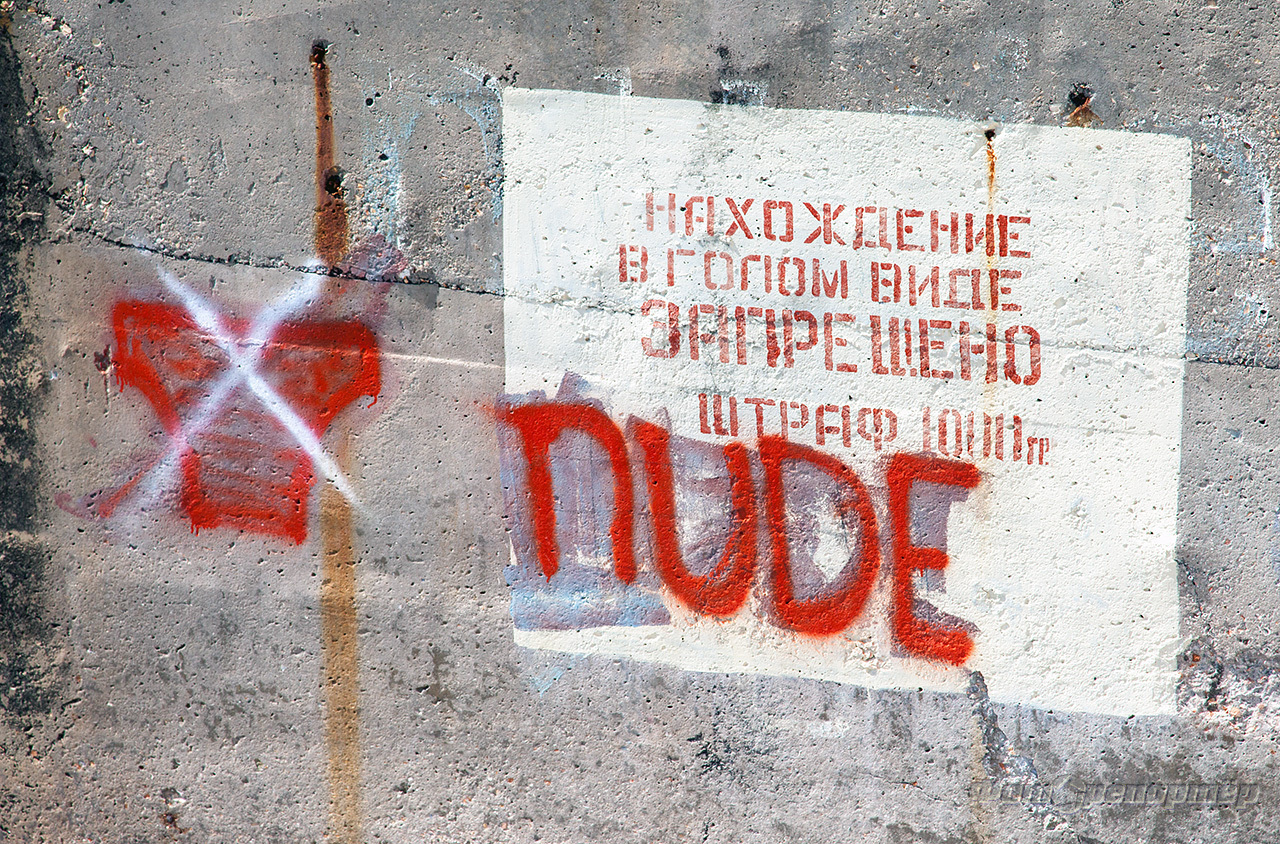 НАХОЖДЕНИЕ
В ГОЛОМ ВИДЕ
ЗАПРЕЩЕНО
ШТРАФ 1000 гр
NUDE